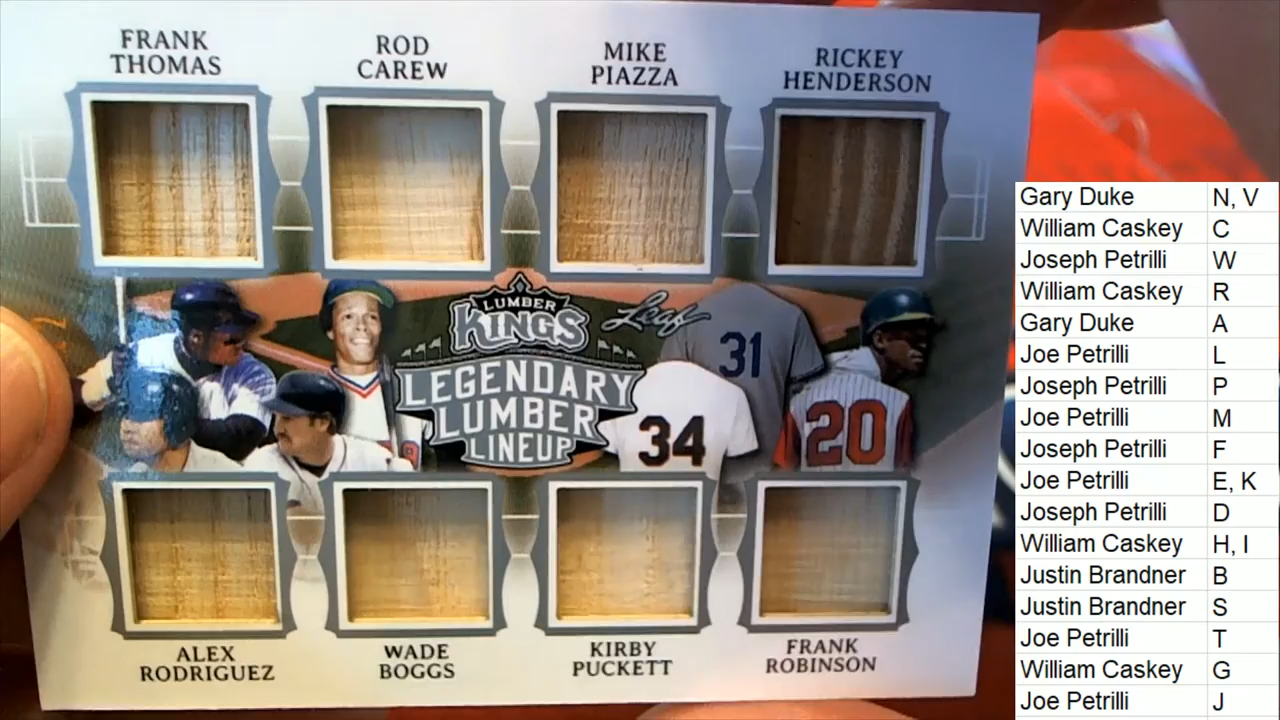 FRANK THOMAS
ROD CAREW
MIKE PIAZZA
RICKEY HENDERSON
LUMBER
KINGS
Leaf
LEGENDARY
LUMBER
LINEUP
31
34
20
ALEX RODRIGUEZ
WADE BOGGS
KIRBY PUCKETT
FRANK ROBINSON
Gary Duke N, V
William Caskey C
Joseph Petrilli W
William Caskey R
Gary Duke A
Joe Petrilli L
Joseph Petrilli P
Joe Petrilli M
Joseph Petrilli F
Joe Petrilli E, K
Joseph Petrilli D
William Caskey H, I
Justin Brandner B
Justin Brandner S
Joe Petrilli T
William Caskey G
Joe Petrilli J